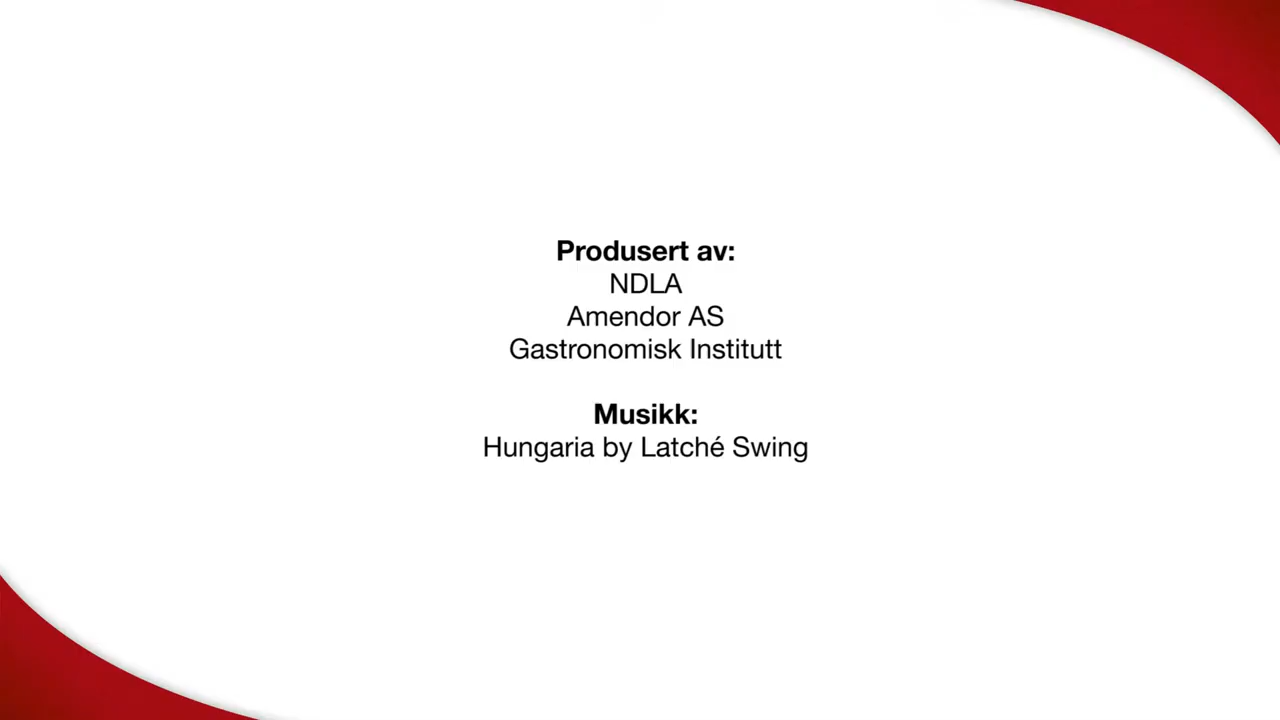 Produsert av:
NDLA
Amendor AS
Gastronomisk Institutt
Musikk:
Hungaria by Latché Swing